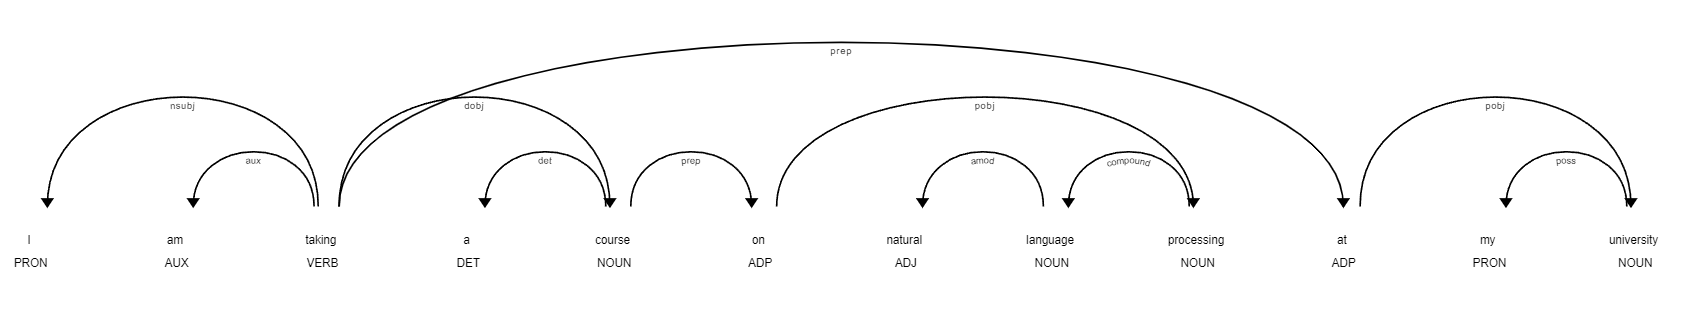 prep
nsubj dobj pobj pobj
aux det prep amod compound poss
I am taking a course on natural language processing at my university
PRON AUX VERB DET NOUN ADP ADJ NOUN NOUN ADP PRON NOUN